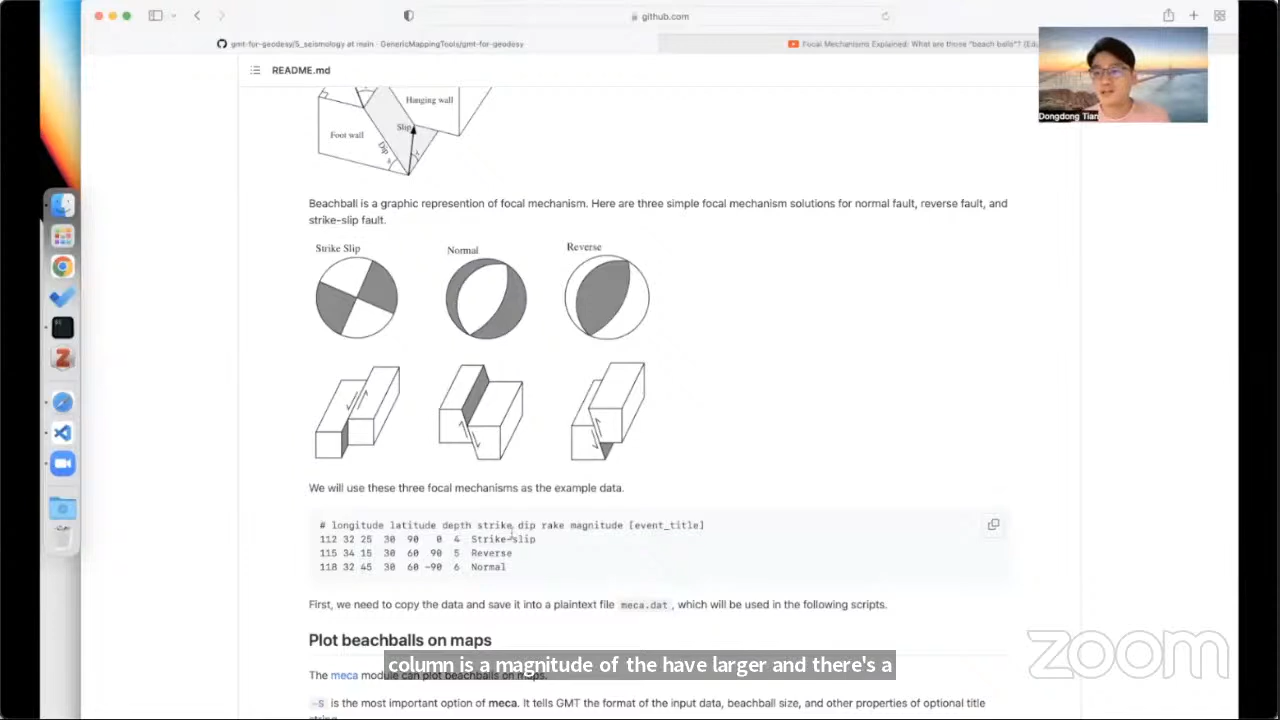 github.com
gmt-for-geodesy/5_seismology at main · GenericMappingTools/gmt-for-geodesy
Focal Mechanisms Explained: What are those "beach balls"? (Edu
README.md
Dongdong Tian
Hanging wall
Foot wall
Slip
Dip
Beachball is a graphic represention of focal mechanism. Here are three simple focal mechanism solutions for normal fault, reverse fault, and
strike-slip fault.
Strike Slip
Normal
Reverse
We will use these three focal mechanisms as the example data.
# longitude latitude depth strike dip rake magnitude [event_title]
112 32 25 30 90 0 4 Strike-slip
115 34 15 30 60 90 5 Reverse
118 32 45 30 60 -90 6 Normal
First, we need to copy the data and save it into a plaintext file meca.dat , which will be used in the following scripts.
Plot beachballs on maps
column is a magnitude of the have larger and there's a
The meca module can plot beachballs on maps.
-S is the most important option of meca. It tells GMT the format of the input data, beachball size, and other properties of optional title
zoom